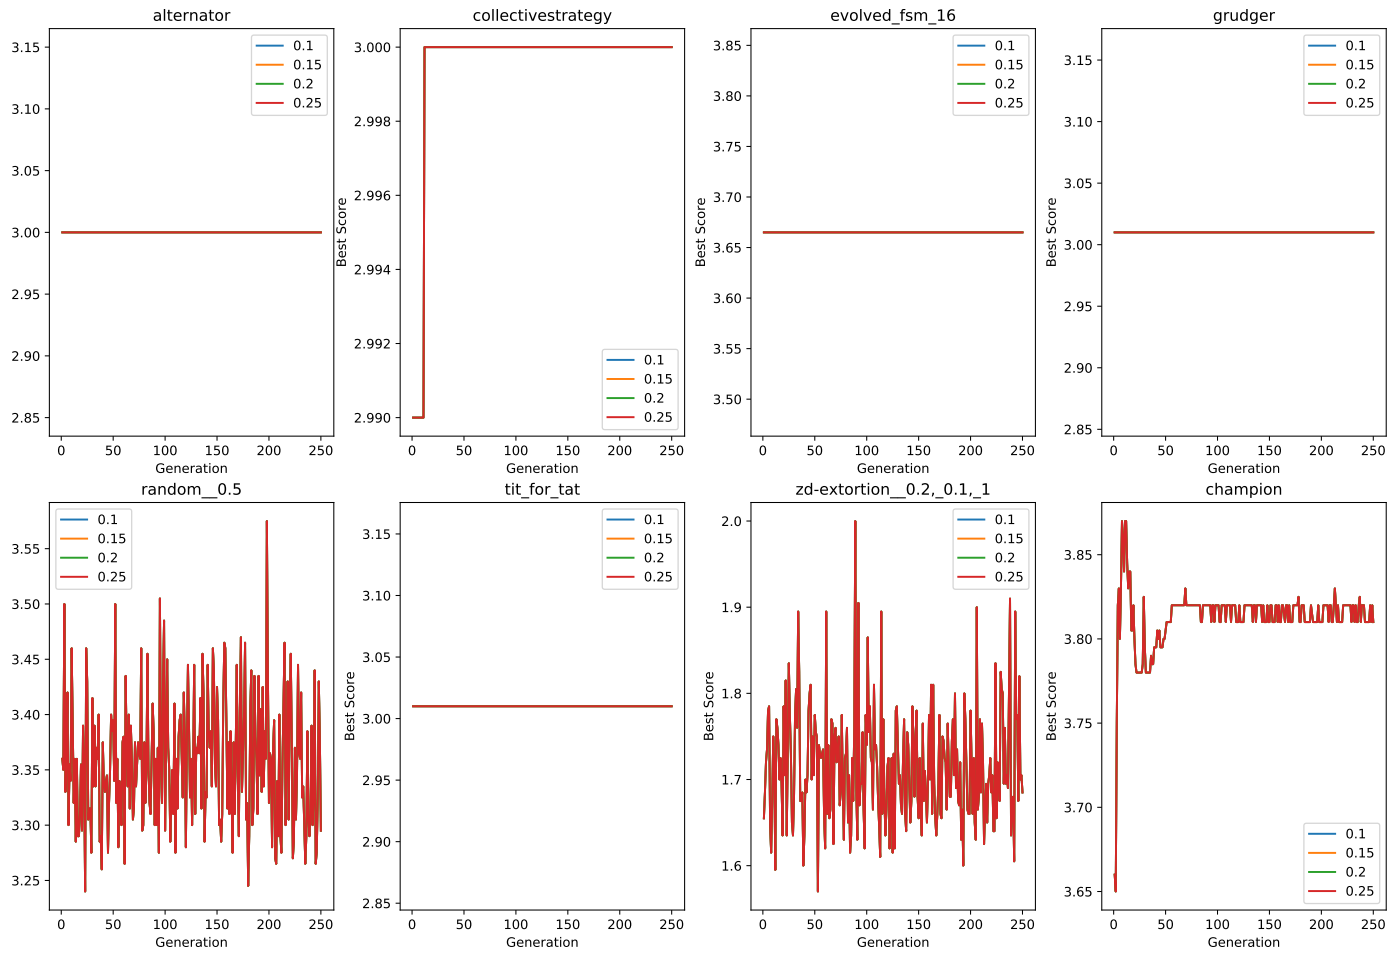 alternator
3.15
3.10
3.05
3.00
2.95
2.90
2.85
0 50 100 150 200 250
Generation
0.1
0.15
0.2
0.25
collectivestrategy
Best Score
3.000
2.998
2.996
2.994
2.992
2.990
0 50 100 150 200 250
Generation
0.1
0.15
0.2
0.25
evolved_fsm_16
Best Score
3.85
3.80
3.75
3.70
3.65
3.60
3.55
3.50
0 50 100 150 200 250
Generation
0.1
0.15
0.2
0.25
grudger
Best Score
3.15
3.10
3.05
3.00
2.95
2.90
2.85
0 50 100 150 200 250
Generation
0.1
0.15
0.2
0.25
random__0.5
3.55
3.50
3.45
3.40
3.35
3.30
3.25
0 50 100 150 200 250
Generation
0.1
0.15
0.2
0.25
tit_for_tat
Best Score
3.15
3.10
3.05
3.00
2.95
2.90
2.85
0 50 100 150 200 250
Generation
0.1
0.15
0.2
0.25
zd-extortion__0.2,_0.1,_1
Best Score
2.0
1.9
1.8
1.7
1.6
0 50 100 150 200 250
Generation
0.1
0.15
0.2
0.25
champion
Best Score
3.85
3.80
3.75
3.70
3.65
0 50 100 150 200 250
Generation
0.1
0.15
0.2
0.25